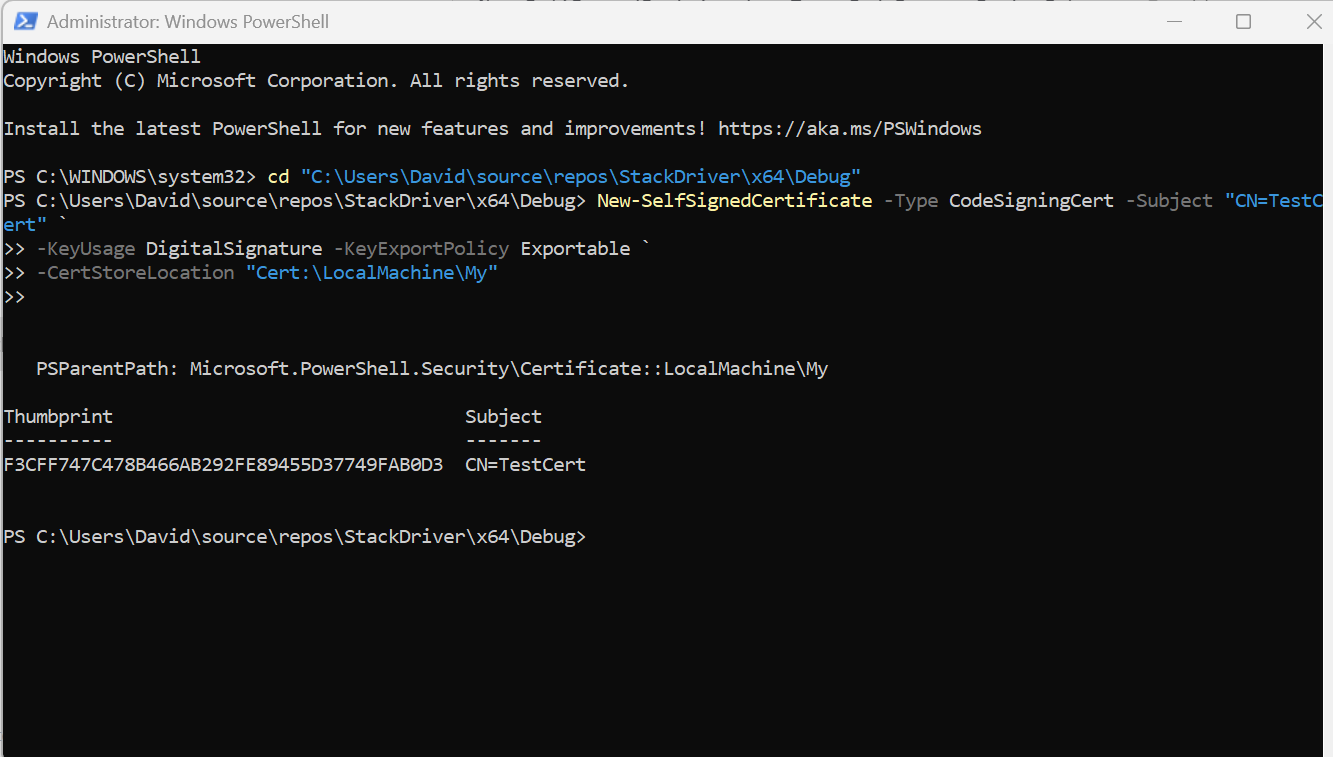 Administrator: Windows PowerShell
Windows PowerShell
Copyright (C) Microsoft Corporation. All rights reserved.
Install the latest PowerShell for new features and improvements! https://aka.ms/PSWindows
PS C:\WINDOWS\system32> cd "C:\Users\David\source\repos\StackDriver\x64\Debug"
PS C:\Users\David\source\repos\StackDriver\x64\Debug> New-SelfSignedCertificate -Type CodeSigningCert -Subject "CN=TestC
ert" `
>> -KeyUsage DigitalSignature -KeyExportPolicy Exportable `
>> -CertStoreLocation "Cert:\LocalMachine\My"
>>
PSParentPath: Microsoft.PowerShell.Security\Certificate::LocalMachine\My
Thumbprint Subject
---------- -------
F3CFF747C478B466AB292FE89455D37749FAB0D3 CN=TestCert
PS C:\Users\David\source\repos\StackDriver\x64\Debug>